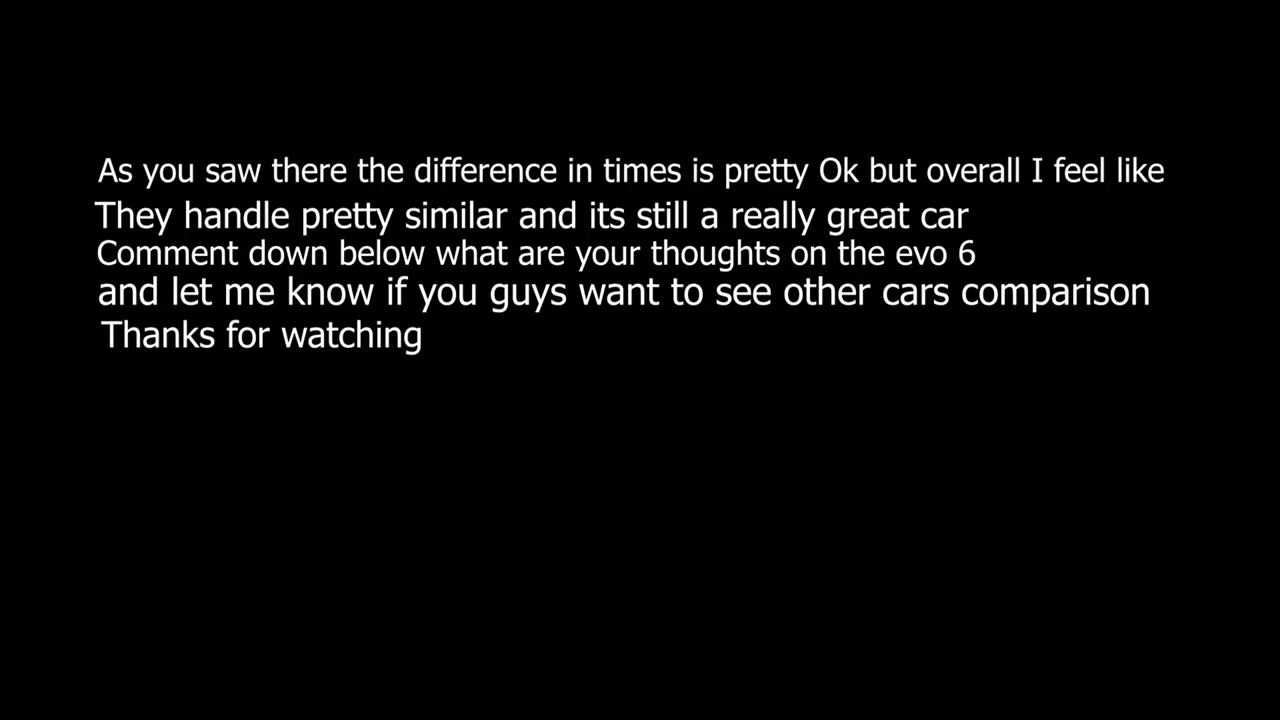 As you saw there the difference in times is pretty Ok but overall I feel like
They handle pretty similar and its still a really great car
Comment down below what are your thoughts on the evo 6
and let me know if you guys want to see other cars comparison
Thanks for watching